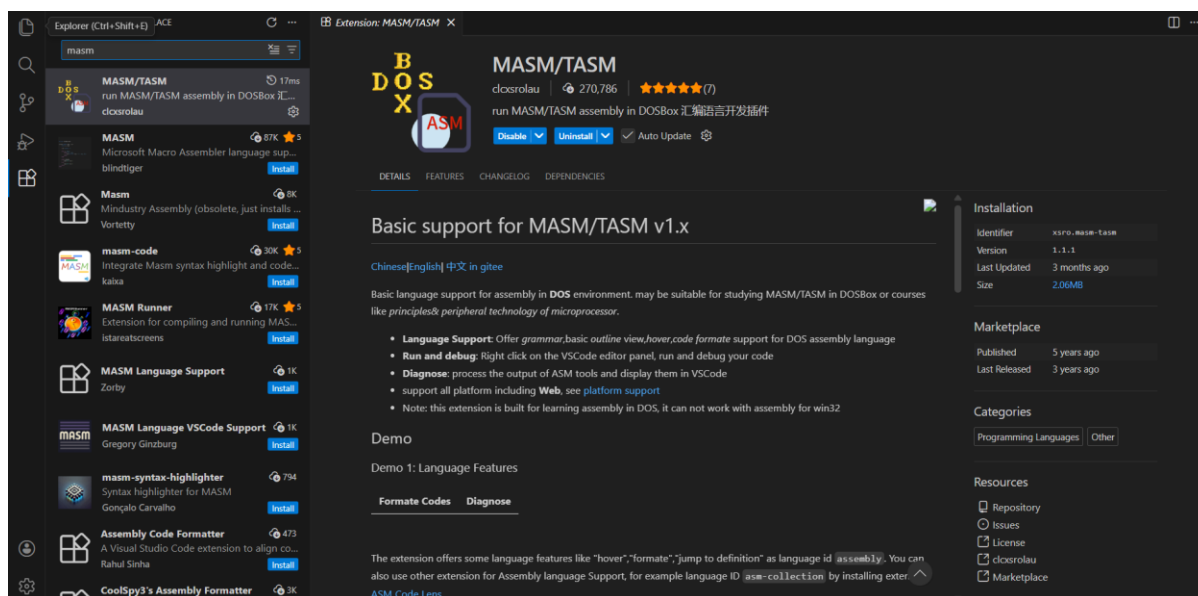 Explorer (Ctrl+Shift+E)
ACE
masm
MASM/TASM 17ms
run MASM/TASM assembly in DOSBox 汇...
clcxsrolau
MASM 87K 5
Microsoft Macro Assembler language sup...
blindtiger Install
Masm 8K
Mindustry Assembly (obsolete, just installs ...
Vortetty Install
masm-code 30K 5
Integrate Masm syntax highlight and code...
kaixa Install
MASM Runner 17K 5
Extension for compiling and running MAS...
istareatscreens Install
MASM Language Support 1K
Zorby Install
MASM Language VSCode Support 1K
Gregory Ginzburg Install
masm-syntax-highlighter 794
Syntax highlighter for MASM
Gonçalo Carvalho Install
Assembly Code Formatter 473
A Visual Studio Code extension to align co...
Rahul Sinha Install
CoolSpy3's Assembly Formatter 3K
Extension: MASM/TASM
DOS
BOX
ASM
MASM/TASM
clcxsrolau 270,786 (7)
run MASM/TASM assembly in DOSBox 汇编语言开发插件
Disable Uninstall Auto Update
DETAILS FEATURES CHANGELOG DEPENDENCIES
Basic support for MASM/TASM v1.x
Chinese|English| 中文 in gitee
Basic language support for assembly in DOS environment. may be suitable for studying MASM/TASM in DOSBox or courses
like principles& peripheral technology of microprocessor.
Language Support: Offer grammar,basic outline view,hover,code formate support for DOS assembly language
Run and debug: Right click on the VSCode editor panel, run and debug your code
Diagnose: process the output of ASM tools and display them in VSCode
support all platform including Web, see platform support
Note: this extension is built for learning assembly in DOS, it can not work with assembly for win32
Demo
Demo 1: Language Features
Formate Codes Diagnose
The extension offers some language features like "hover","formate","jump to definition" as language id assembly. You can
also use other extension for Assembly language Support, for example language ID asm-collection by installing exter
ASM Code Lens
Installation
Identifier xsro.masm-tasm
Version 1.1.1
Last Updated 3 months ago
Size 2.06MB
Marketplace
Published 5 years ago
Last Released 3 years ago
Categories
Programming Languages Other
Resources
Repository
Issues
License
clcxsrolau
Marketplace